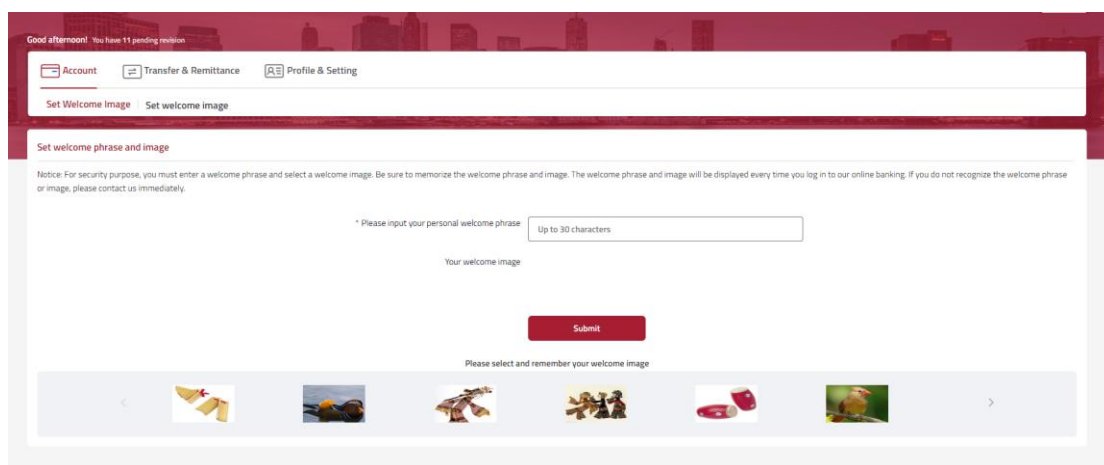 Good afternoon! You have 11 pending revision
Account Transfer & Remittance Profile & Setting
Set Welcome Image Set welcome image
Set welcome phrase and image
Notice: For security purpose, you must enter a welcome phrase and select a welcome image. Be sure to memorize the welcome phrase and image. The welcome phrase and image will be displayed every time you log in to our online banking. If you do not recognize the welcome phrase
or image, please contact us immediately.
* Please input your personal welcome phrase Up to 30 characters
Your welcome image
Submit
Please select and remember your welcome image